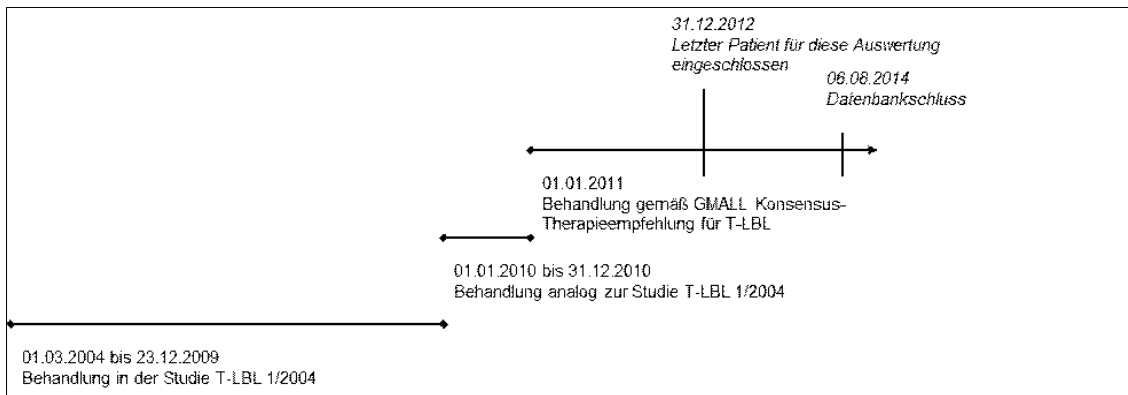 31.12.2012
Letzter Patient für diese Auswertung
eingeschlossen
06.08.2014
Datenbankschluss
01.01.2011
Behandlung gemäß GMALL Konsensus-
Therapieempfehlung für T-LBL
01.01.2010 bis 31.12.2010
Behandlung analog zur Studie T-LBL 1/2004
01.03.2004 bis 23.12.2009
Behandlung in der Studie T-LBL 1/2004